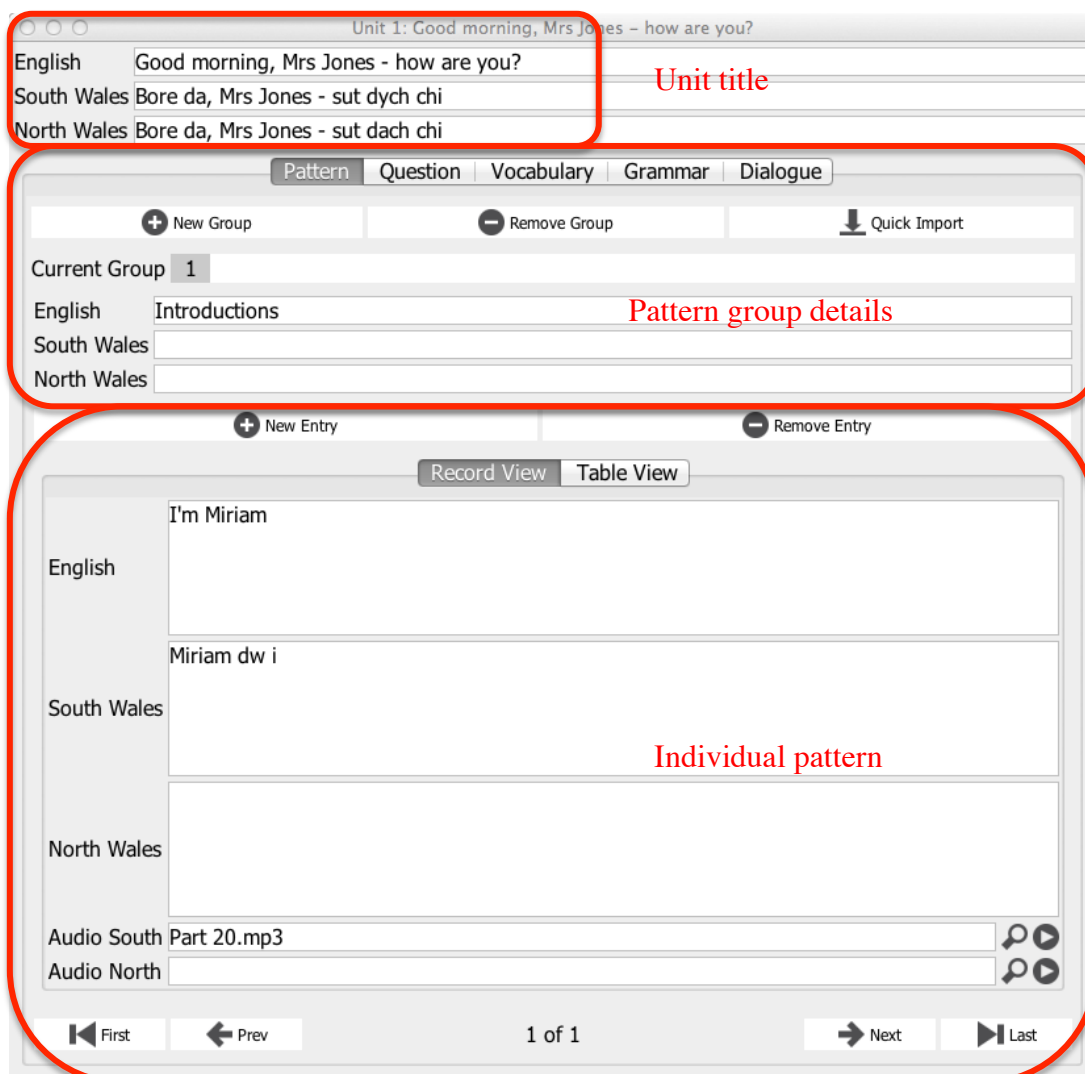 Unit 1: Good morning, Mrs Jones – how are you?
English Good morning, Mrs Jones - how are you?
Unit title
South Wales Bore da, Mrs Jones - sut dych chi
North Wales Bore da, Mrs Jones - sut dach chi
Pattern Question Vocabulary Grammar Dialogue
New Group Remove Group Quick Import
Current Group 1
English Introductions Pattern group details
South Wales
North Wales
New Entry Remove Entry
Record View Table View
I'm Miriam
English
Miriam dw i
South Wales
Individual pattern
North Wales
Audio South Part 20.mp3
Audio North
First Prev 1 of 1 Next Last